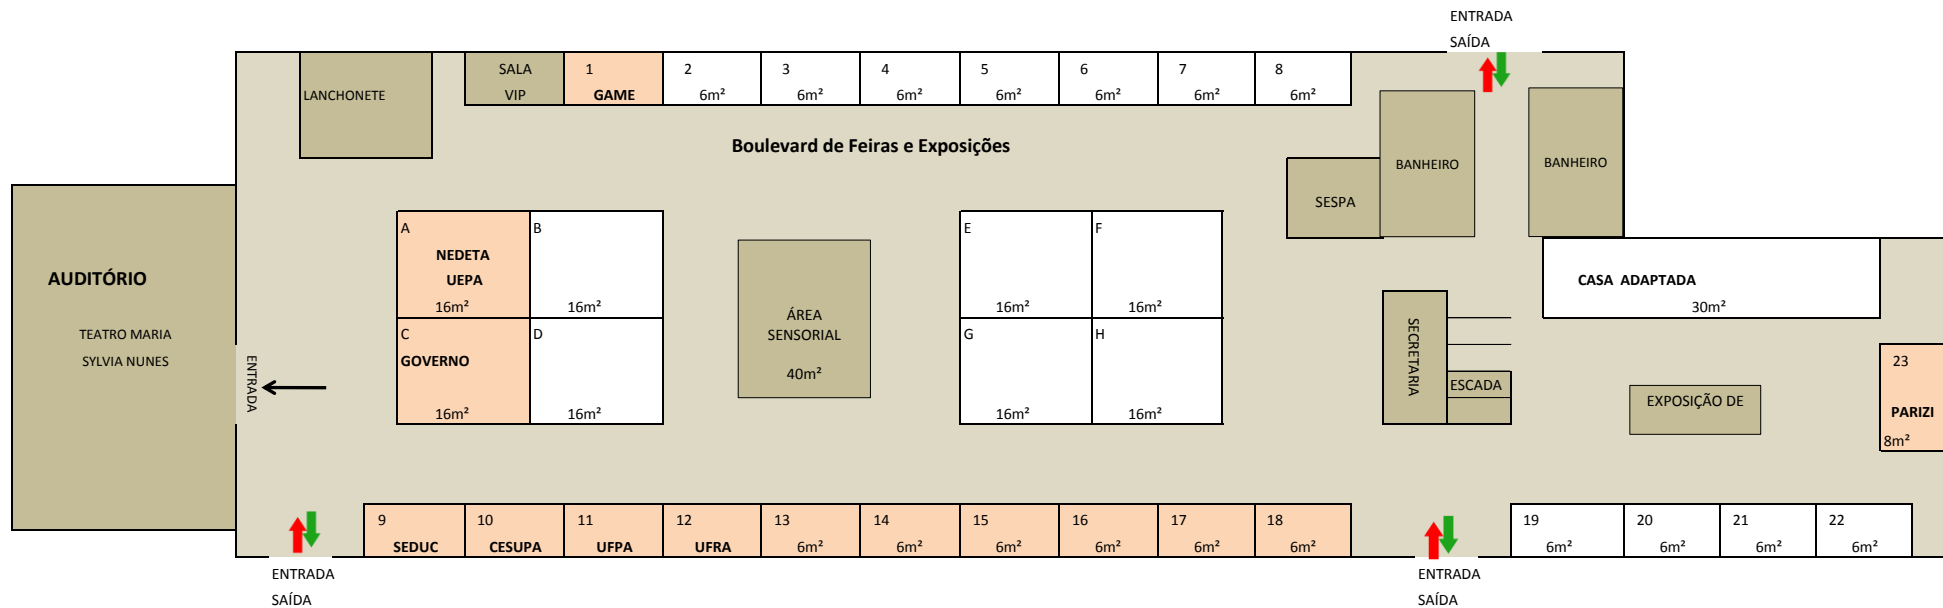 ENTRADA
SAÍDA
LANCHONETE
SALA
VIP
1
GAME
2
6m²
3
6m²
4
6m²
5
6m²
6
6m²
7
6m²
8
6m²
Boulevard de Feiras e Exposições
BANHEIRO
BANHEIRO
SESPA
AUDITÓRIO
TEATRO MARIA
SYLVIA NUNES
ENTRADA
A
NEDETA
UEPA
16m²
B
16m²
C
GOVERNO
16m²
D
16m²
ÁREA
SENSORIAL
40m²
E
16m²
F
16m²
G
16m²
H
16m²
SECRETARIA
ESCADA
CASA ADAPTADA
30m²
EXPOSIÇÃO DE
23
PARIZI
8m²
9
SEDUC
10
CESUPA
11
UFPA
12
UFRA
13
6m²
14
6m²
15
6m²
16
6m²
17
6m²
18
6m²
19
6m²
20
6m²
21
6m²
22
6m²
ENTRADA
SAÍDA
ENTRADA
SAÍDA